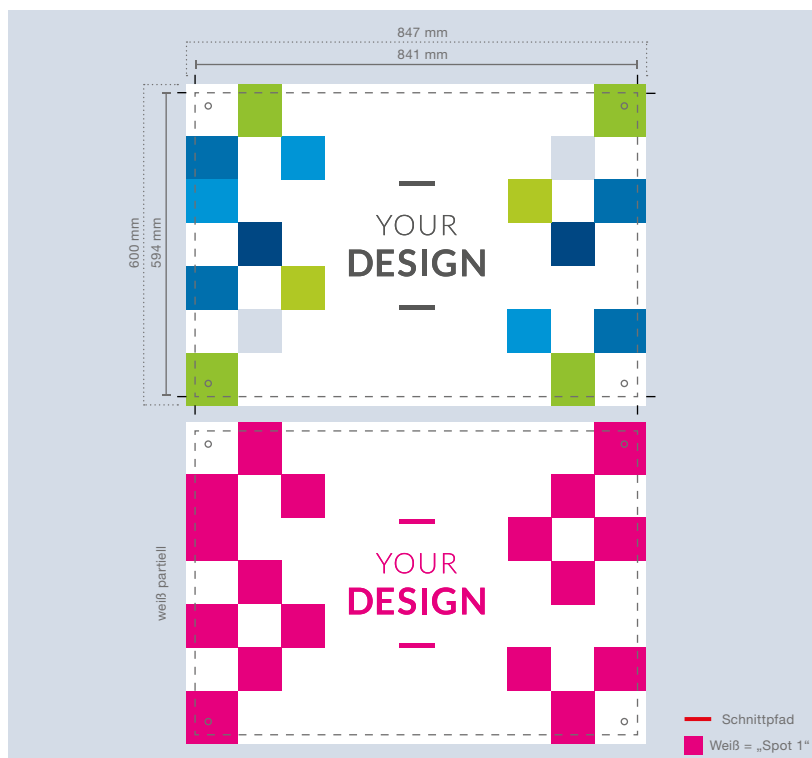 847 mm
841 mm
600 mm
594 mm
YOUR
DESIGN
weiß partiell
YOUR
DESIGN
Schnittpfad
Weiß = „Spot 1“